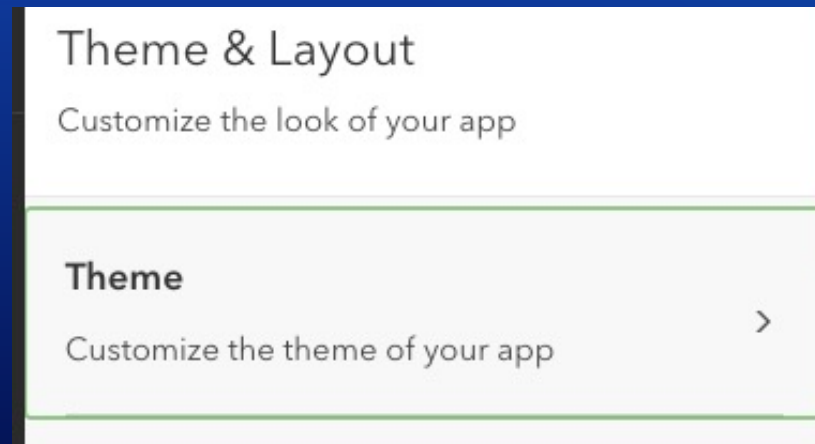 Theme & Layout
Customize the look of your app
Theme
Customize the theme of your app